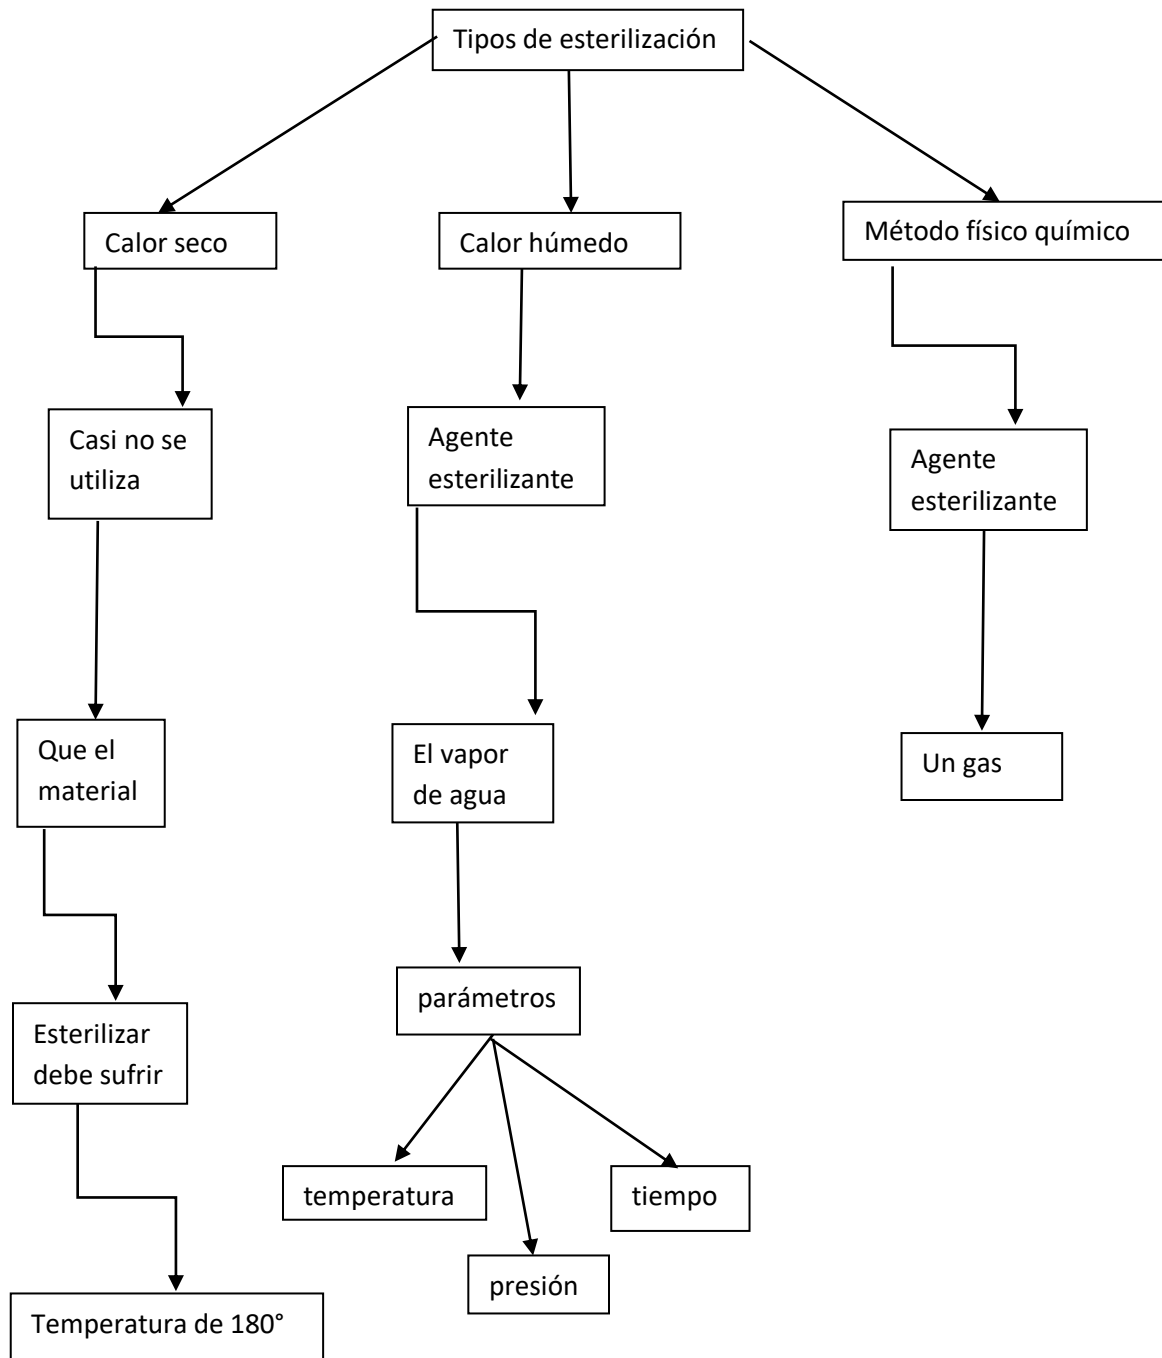 Tipos de esterilización
Calor seco
Calor húmedo
Método físico químico
Casi no se
utiliza
Agente
esterilizante
Agente
esterilizante
Que el
material
El vapor
de agua
Un gas
Esterilizar
debe sufrir
parámetros
temperatura
tiempo
presión
Temperatura de 180°